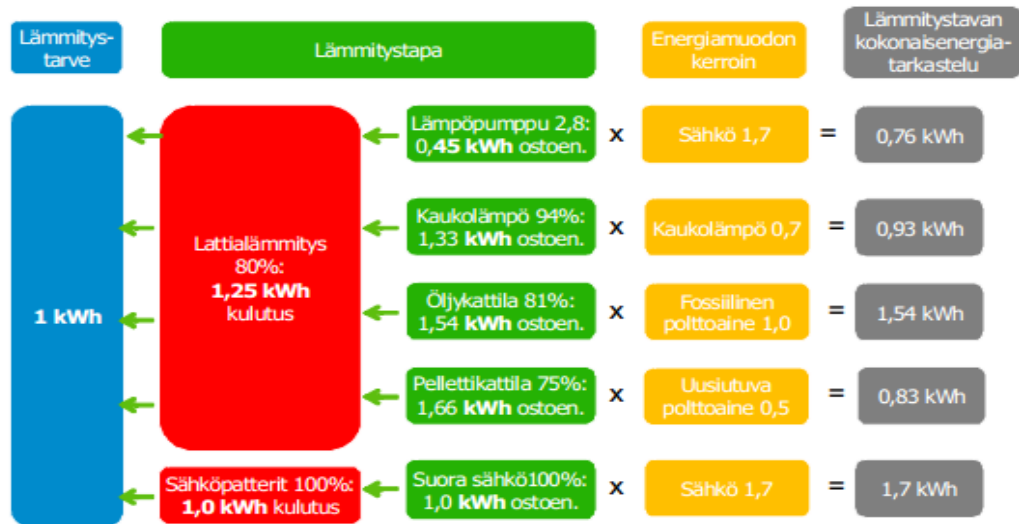 Lämmitys-
tarve
Lämmitystapa
Energiamuodon
kerroin
Lämmitystavan
kokonaisenergia-
tarkastelu
1 kWh
Lattialämmitys
80%:
1,25 kWh
kulutus
Lämpöpumppu 2,8:
0,45 kWh ostoen.
x
Sähkö 1,7
=
0,76 kWh
Kaukolämpö 94%:
1,33 kWh ostoen.
x
Kaukolämpö 0,7
=
0,93 kWh
Öljykattila 81%:
1,54 kWh ostoen.
x
Fossiilinen
polttoaine 1,0
=
1,54 kWh
Pellettikattila 75%:
1,66 kWh ostoen.
x
Uusiutuva
polttoaine 0,5
=
0,83 kWh
Sähköpatterit 100%:
1,0 kWh kulutus
Suora sähkö100%:
1,0 kWh ostoen.
x
Sähkö 1,7
=
1,7 kWh